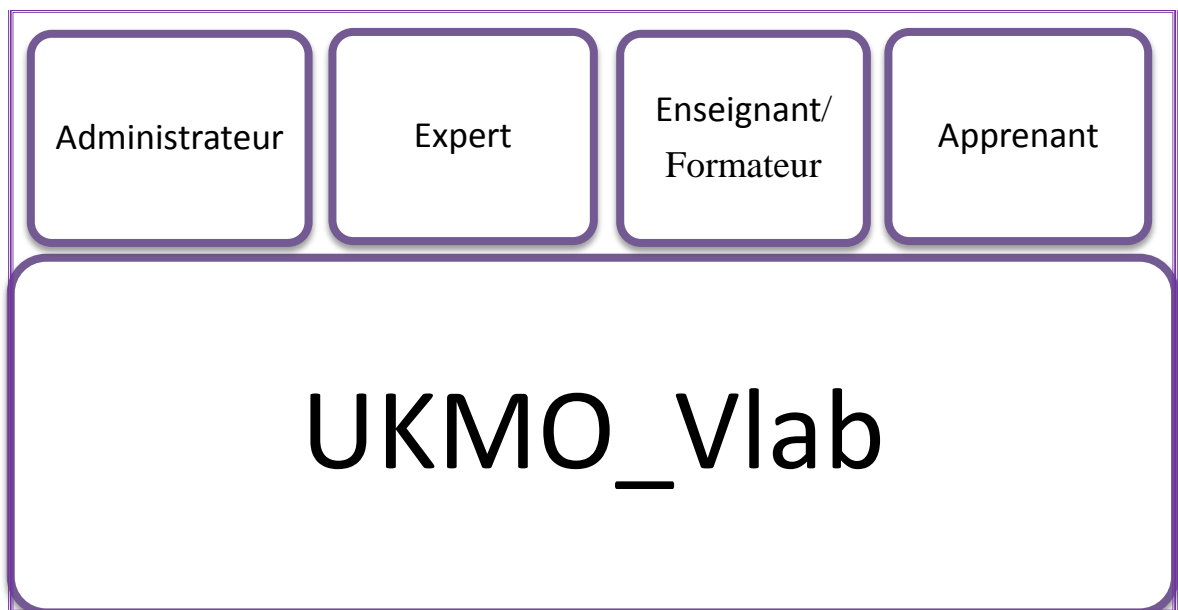 Administrateur
Expert
Enseignant/
Formateur
Apprenant
UKMO_Vlab